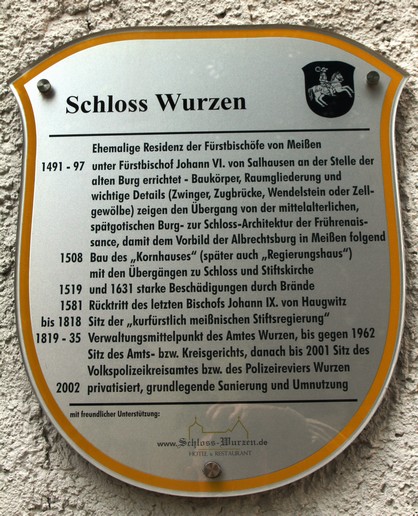 Schloss Wurzen
Ehemalige Residenz der Fürstbischöfe von Meißen
1491 - 97 unter Fürstbischof Johann VI. von Salhausen an der Stelle der
alten Burg errichtet - Baukörper, Raumgliederung und
wichtige Details (Zwinger, Zugbrücke, Wendelstein oder Zell-
gewölbe) zeigen den Übergang von der mittelalterlichen,
spätgotischen Burg- zur Schloss-Architektur der Frührenais-
sance, damit dem Vorbild der Albrechtsburg in Meißen folgend
1508 Bau des „Kornhauses“ (später auch „Regierungshaus“)
mit den Übergängen zu Schloss und Stiftskirche
1519 und 1631 starke Beschädigungen durch Brände
1581 Rücktritt des letzten Bischofs Johann IX. von Haugwitz
bis 1818 Sitz der „kurfürstlich meißnischen Stiftsregierung“
1819 - 35 Verwaltungsmittelpunkt des Amtes Wurzen, bis gegen 1962
Sitz des Amts- bzw. Kreisgerichts, danach bis 2001 Sitz des
Volkspolizeikreisamtes bzw. des Polizeireviers Wurzen
2002 privatisiert, grundlegende Sanierung und Umnutzung
mit freundlicher Unterstützung:
www.Schloss-Wurzen.de
HOTEL & RESTAURANT